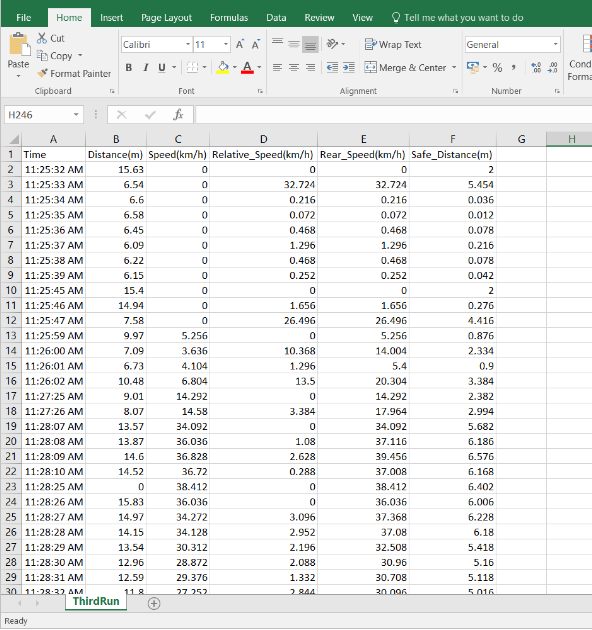 File Home Insert Page Layout Formulas Data Review View Tell me what you want to do
Cut Calibri 11 A A Wrap Text General
Copy
Paste Format Painter B I U A Merge & Center % , .00 Cond
Forma
Clipboard Font Alignment Number
H246 fx
A B C D E F G H
1 Time Distance(m) Speed(km/h) Relative_Speed(km/h) Rear_Speed(km/h) Safe_Distance(m)
2 11:25:32 AM 15.63 0 0 0 2
3 11:25:33 AM 6.54 0 32.724 32.724 5.454
4 11:25:34 AM 6.6 0 0.216 0.216 0.036
5 11:25:35 AM 6.58 0 0.072 0.072 0.012
6 11:25:36 AM 6.45 0 0.468 0.468 0.078
7 11:25:37 AM 6.09 0 1.296 1.296 0.216
8 11:25:38 AM 6.22 0 0.468 0.468 0.078
9 11:25:39 AM 6.15 0 0.252 0.252 0.042
10 11:25:45 AM 15.4 0 0 0 2
11 11:25:46 AM 14.94 0 1.656 1.656 0.276
12 11:25:47 AM 7.58 0 26.496 26.496 4.416
13 11:25:59 AM 9.97 5.256 0 5.256 0.876
14 11:26:00 AM 7.09 3.636 10.368 14.004 2.334
15 11:26:01 AM 6.73 4.104 1.296 5.4 0.9
16 11:26:02 AM 10.48 6.804 13.5 20.304 3.384
17 11:27:25 AM 9.01 14.292 0 14.292 2.382
18 11:27:26 AM 8.07 14.58 3.384 17.964 2.994
19 11:28:07 AM 13.57 34.092 0 34.092 5.682
20 11:28:08 AM 13.87 36.036 1.08 37.116 6.186
21 11:28:09 AM 14.6 36.828 2.628 39.456 6.576
22 11:28:10 AM 14.52 36.72 0.288 37.008 6.168
23 11:28:25 AM 0 38.412 0 38.412 6.402
24 11:28:26 AM 15.83 36.036 0 36.036 6.006
25 11:28:27 AM 14.97 34.272 3.096 37.368 6.228
26 11:28:28 AM 14.15 34.128 2.952 37.08 6.18
27 11:28:29 AM 13.54 30.312 2.196 32.508 5.418
28 11:28:30 AM 12.96 28.872 2.088 30.96 5.16
29 11:28:31 AM 12.59 29.376 1.332 30.708 5.118
30 11:28:32 AM 11.8 27.252 2.844 30.096 5.016
ThirdRun
Ready